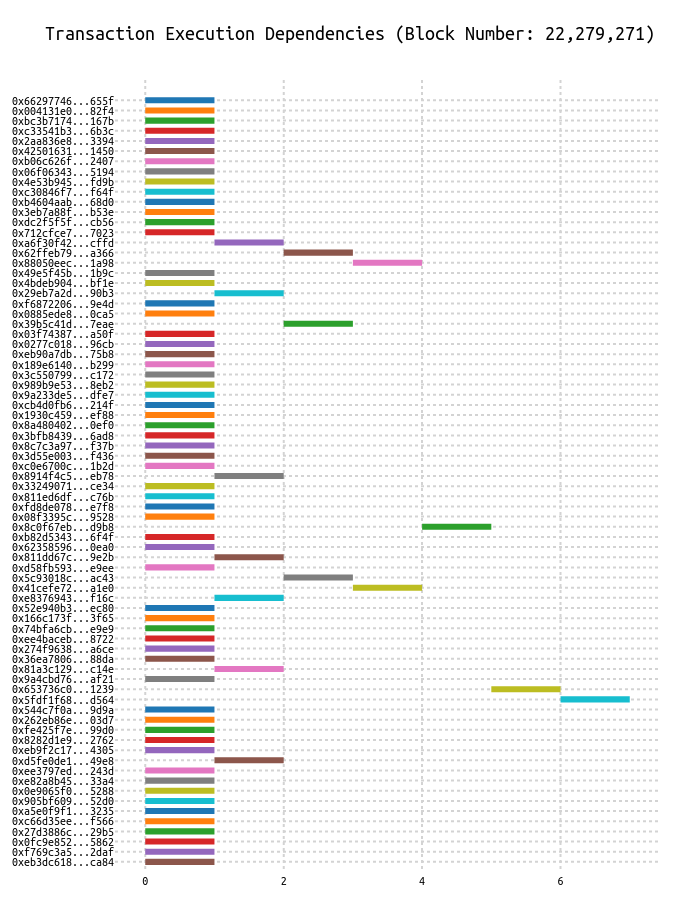 Transaction Execution Dependencies (Block Number: 22,279,271)
0x66297746...655f
0x004131e0...82f4
0xbc3b7174...167b
0xc33541b3...6b3c
0x2aa836e8...3394
0x42501631...1450
0xb06c626f...2407
0x06f06343...5194
0x4e53b945...fd9b
0xc30846f7...f64f
0xb4604aab...68d0
0x3eb7a88f...b53e
0xdc2f5f5f...cb56
0x712cfce7...7023
0xa6f30f42...cffd
0x62ffeb79...a366
0x88050eec...1a98
0x49e5f45b...1b9c
0x4bdeb904...bf1e
0x29eb7a2d...90b3
0xf6872206...9e4d
0x0885ede8...0ca5
0x39b5c41d...7eae
0x03f74387...a50f
0x0277c018...96cb
0xeb90a7db...75b8
0x189e6140...b299
0x3c550799...c172
0x989b9e53...8eb2
0x9a233de5...dfe7
0xcb4d0fb6...214f
0x1930c459...ef88
0x8a480402...0ef0
0x3bfb8439...6ad8
0x8c7c3a97...f37b
0x3d55e003...f436
0xc0e6700c...1b2d
0x8914f4c5...eb78
0x33249071...ce34
0x811ed6df...c76b
0xfd8de078...e7f8
0x08f3395c...9528
0x8c0f67eb...d9b8
0xb82d5343...6f4f
0x62358596...0ea0
0x811dd67c...9e2b
0xd58fb593...e9ee
0x5c93018c...ac43
0x41cefe72...a1e0
0xe8376943...f16c
0x52e940b3...ec80
0x166c173f...3f65
0x74bfa6cb...e9e9
0xee4baceb...8722
0x274f9638...a6ce
0x36ea7806...88da
0x81a3c129...c14e
0x9a4cbd76...af21
0x653736c0...1239
0x5fdf1f68...d564
0x544c7f0a...9d9a
0x262eb86e...03d7
0xfe425f7e...99d0
0x8282d1e9...2762
0xeb9f2c17...4305
0xd5fe0de1...49e8
0xee3797ed...243d
0xe82a8b45...33a4
0x0e9065f0...5288
0x905bf609...52d0
0xa5e0f9f1...3235
0xc66d35ee...f566
0x27d3886c...29b5
0x0fc9e852...5862
0xf769c3a5...2daf
0xeb3dc618...ca84
0 2 4 6